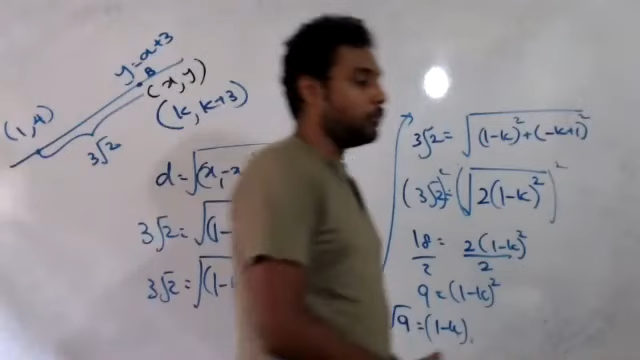 y=x+3
B
(x,y)
(k, k+3)
(1,4)
3√2
d=√(x,-x
3√2=√(1-
3√2=√(1-k
3√2=√(1-k)²+(-k+1)²
(3√2)²=(√2(1-k)²)²
18/2=2(1-k)²/2
9=(1-k)²
√9=(1-k)